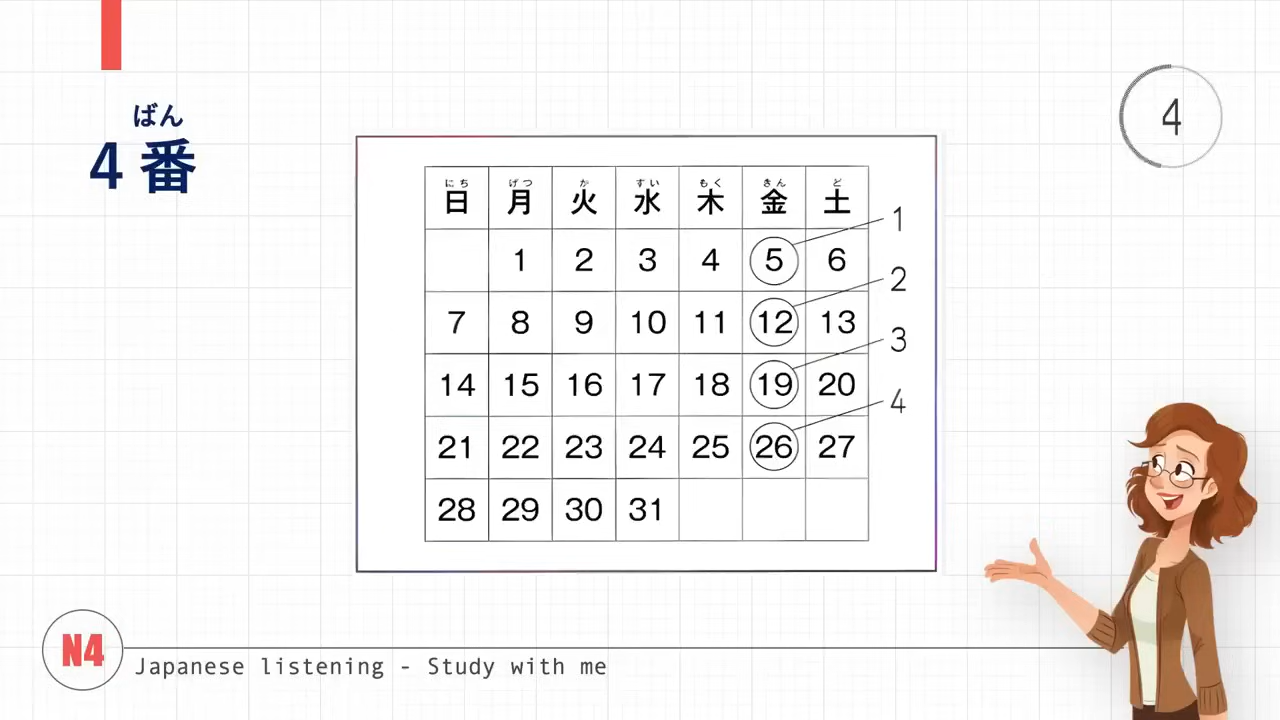 ばん
4番
4
にち げつ か すい もく きん ど
日 月 火 水 木 金 土
1 2 3 4 5 6
7 8 9 10 11 12 13
14 15 16 17 18 19 20
21 22 23 24 25 26 27
28 29 30 31
1
2
3
4
N4
Japanese listening - Study with me